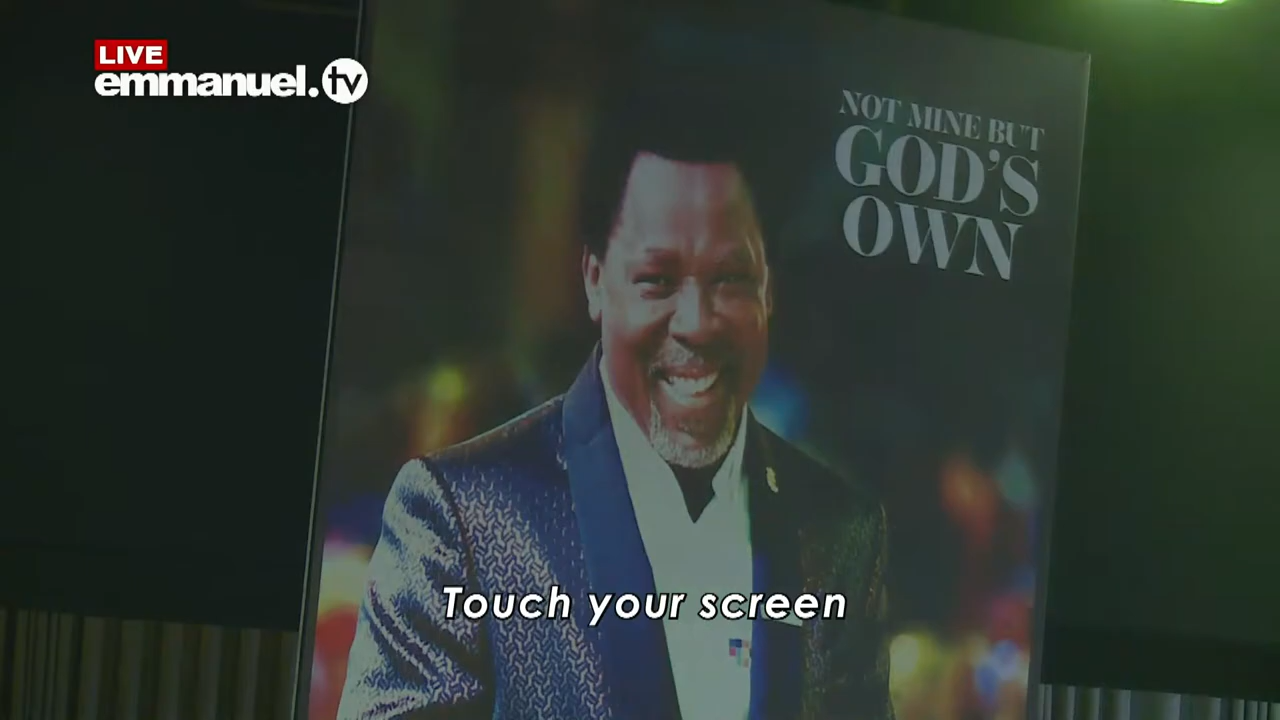 LIVE
emmanuel.tv
NOT MINE BUT
GOD'S
OWN
Touch your screen